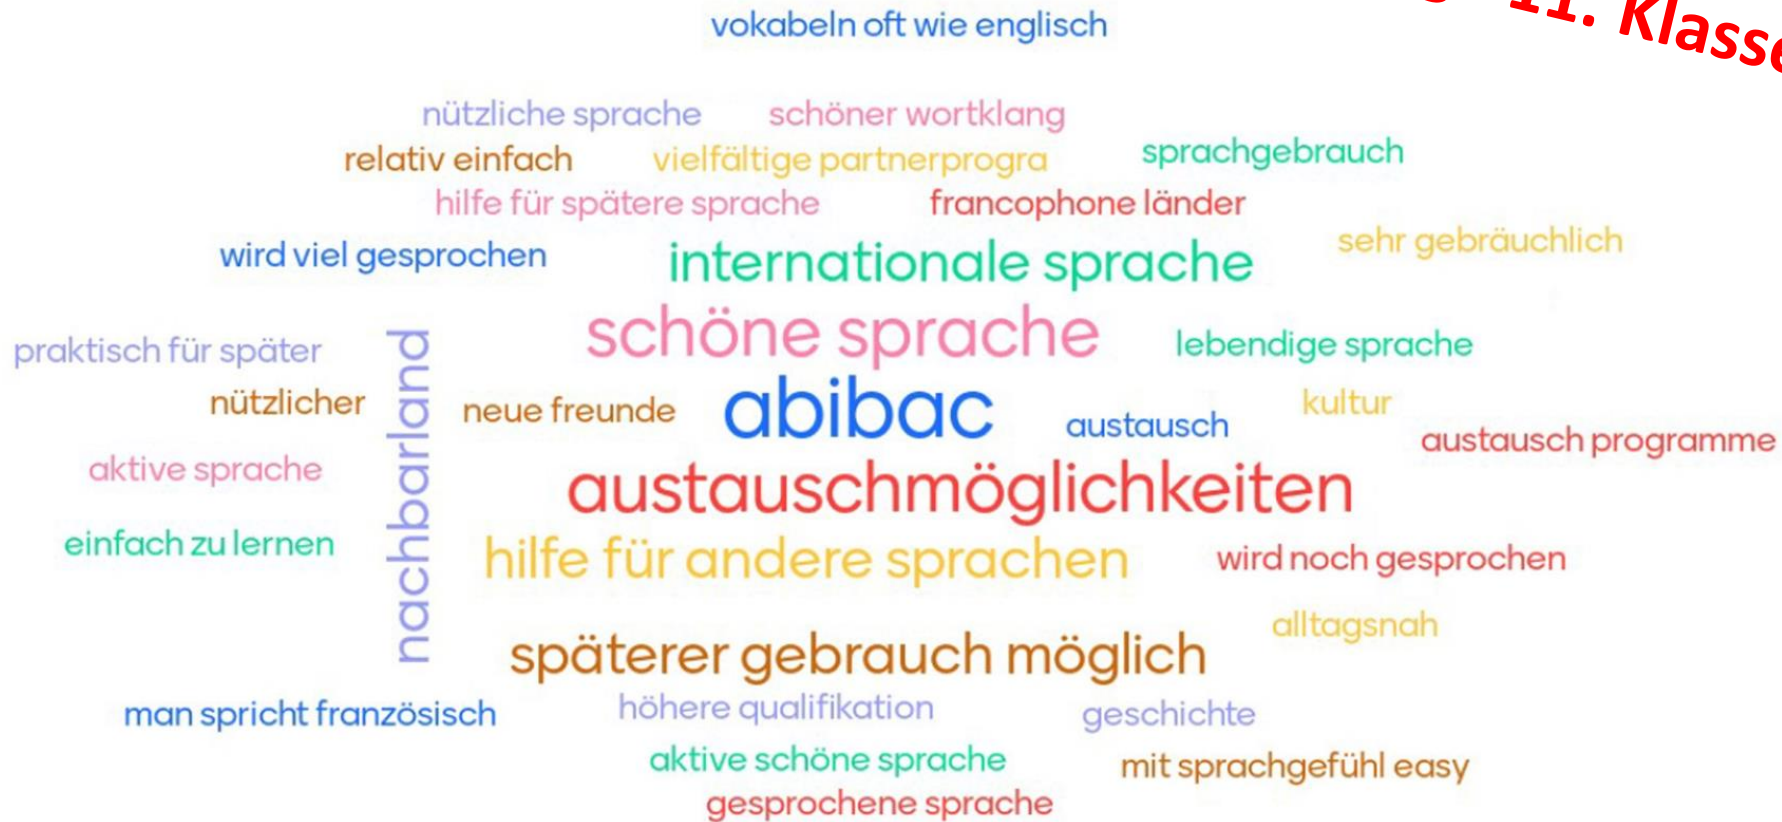 11. Klasse
vokabeln oft wie englisch
nützliche sprache
schöner wortklang
relativ einfach
vielfältige partnerprogra
sprachgebrauch
hilfe für spätere sprache
francophone länder
wird viel gesprochen
internationale sprache
sehr gebräuchlich
schöne sprache
praktisch für später
lebendige sprache
nachbarland
nützlicher
neue freunde
abibac
austausch
kultur
austausch programme
aktive sprache
austauschmöglichkeiten
einfach zu lernen
hilfe für andere sprachen
wird noch gesprochen
alltagsnah
späterer gebrauch möglich
man spricht französisch
höhere qualifikation
geschichte
aktive schöne sprache
mit sprachgefühl easy
gesprochene sprache